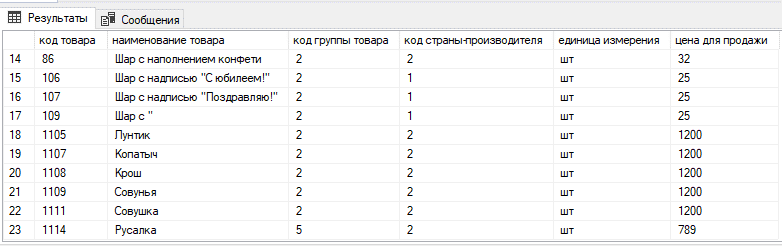 Результаты Сообщения
код товара наименование товара код группы товара код страны-производителя единица измерения цена для продажи
14 86 Шар с наполнением конфети 2 2 шт 32
15 106 Шар с надписью "С юбилеем!" 2 1 шт 25
16 107 Шар с надписью "Поздравляю!" 2 1 шт 25
17 109 Шар с " 2 1 шт 25
18 1105 Лунтик 2 2 шт 1200
19 1107 Копатыч 2 2 шт 1200
20 1108 Крош 2 2 шт 1200
21 1109 Совунья 2 2 шт 1200
22 1111 Совушка 2 2 шт 1200
23 1114 Русалка 5 2 шт 789